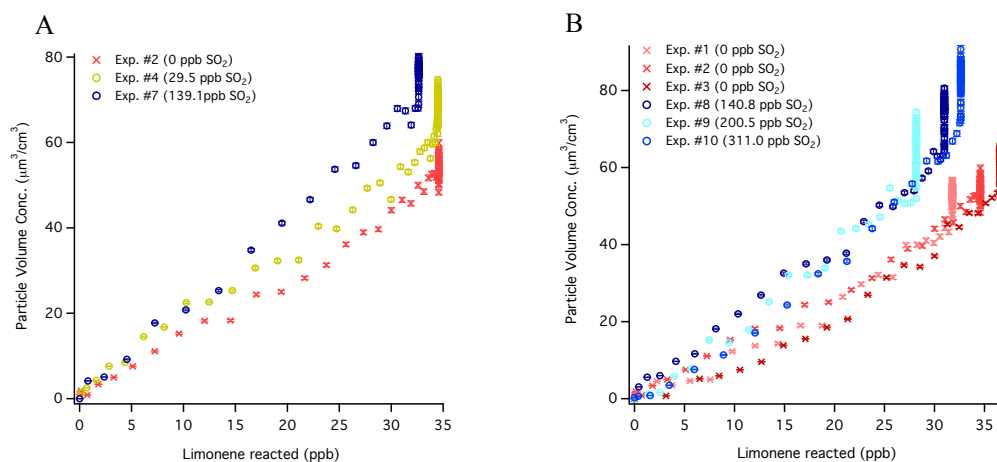 A
Exp. #2 (0 ppb SO2)
Exp. #4 (29.5 ppb SO2)
Exp. #7 (139.1ppb SO2)
Particle Volume Conc. (μm3/cm3)
80
60
40
20
0
0 5 10 15 20 25 30 35
Limonene reacted (ppb)
B
Exp. #1 (0 ppb SO2)
Exp. #2 (0 ppb SO2)
Exp. #3 (0 ppb SO2)
Exp. #8 (140.8 ppb SO2)
Exp. #9 (200.5 ppb SO2)
Exp. #10 (311.0 ppb SO2)
Particle Volume Conc. (μm3/cm3)
80
60
40
20
0
0 5 10 15 20 25 30 35
Limonene reacted (ppb)